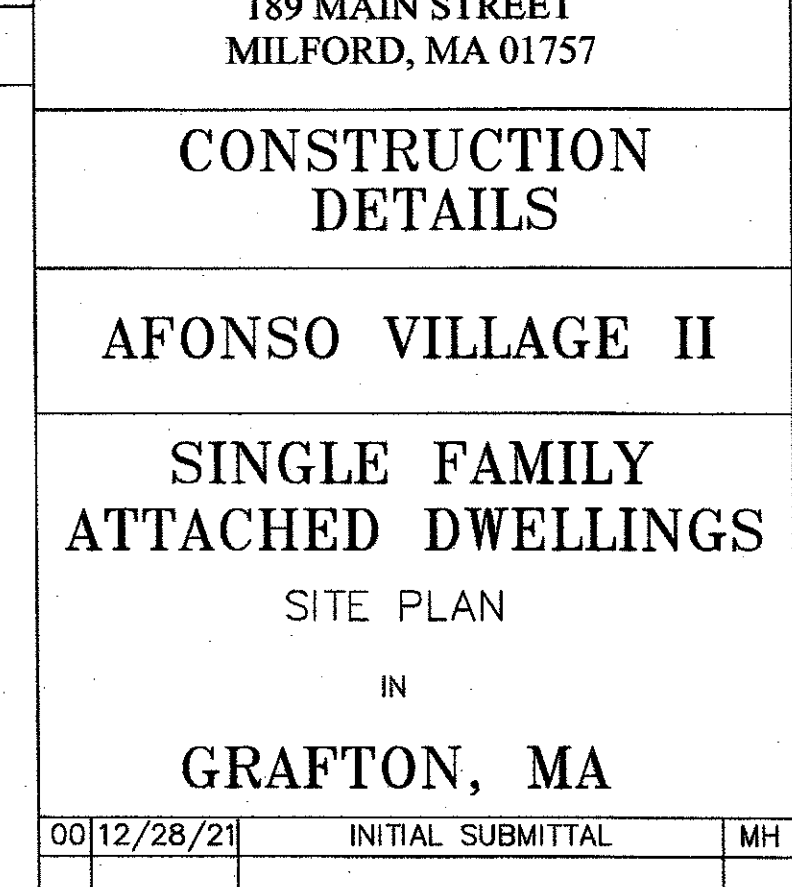 189 MAIN STREET
MILFORD, MA 01757
CONSTRUCTION
DETAILS
AFONSO VILLAGE II
SINGLE FAMILY
ATTACHED DWELLINGS
SITE PLAN
IN
GRAFTON, MA
00 12/28/21 INITIAL SUBMITTAL MH